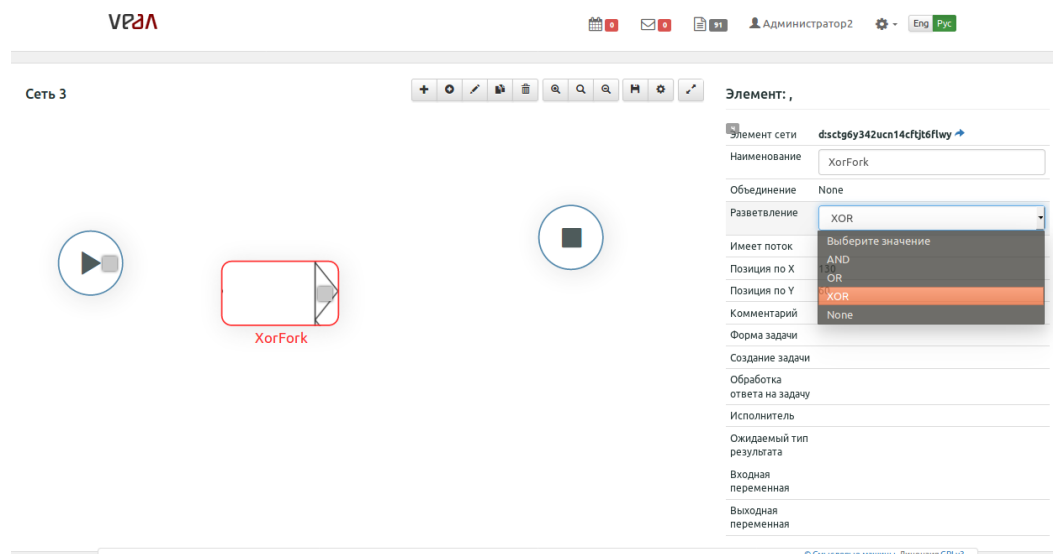 veda
0
0
91
Администратор2
Eng Рус
Сеть 3
Элемент: ,
Ч
Элемент сети d:sctg6y342ucn14cftjt6flwy
Наименование XorFork
Объединение None
Разветвление XOR
Выберите значение
Имеет поток
AND
Позиция по X 130
OR
Позиция по Y
XOR
Комментарий
None
XorFork
Форма задачи
Создание задачи
Обработка
ответа на задачу
Исполнитель
Ожидаемый тип
результата
Входная
переменная
Выходная
переменная